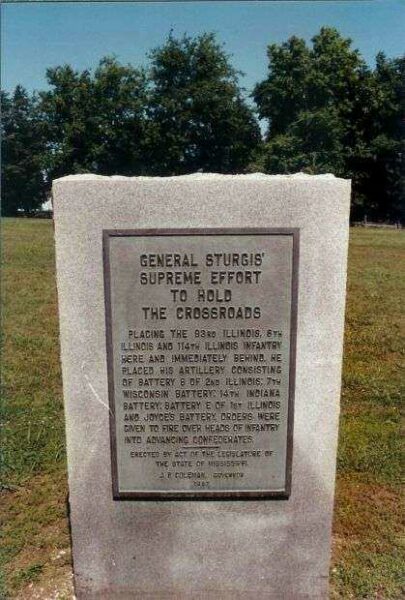 GENERAL STURGIS'
SUPREME EFFORT
TO HOLD
THE CROSSROADS
PLACING THE 93RD ILLINOIS, 8TH
ILLINOIS AND 114TH ILLINOIS INFANTRY
HERE AND IMMEDIATELY BEHIND, HE
PLACED HIS ARTILLERY, CONSISTING
OF BATTERY B OF 2ND ILLINOIS; 7TH
WISCONSIN BATTERY; 14TH INDIANA
BATTERY; BATTERY E OF 1ST ILLINOIS
AND JOYCE'S BATTERY. ORDERS WERE
GIVEN TO FIRE OVER HEADS OF INFANTRY
INTO ADVANCING CONFEDERATES.
ERECTED BY ACT OF THE LEGISLATURE OF
THE STATE OF MISSISSIPPI.
J. P. COLEMAN, GOVERNOR